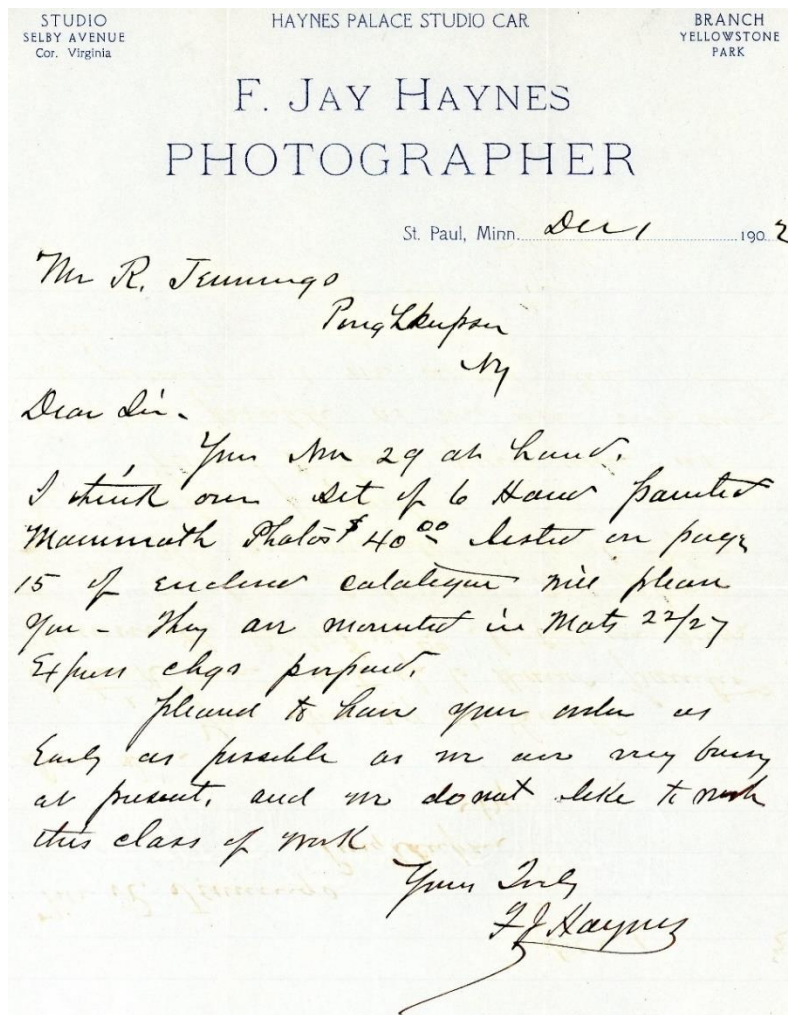 STUDIO
SELBY AVENUE
Cor. Virginia
HAYNES PALACE STUDIO CAR
BRANCH
YELLOWSTONE
PARK
F. JAY HAYNES
PHOTOGRAPHER
St. Paul, Minn. Dec 1 1902
Mr R. Jennings
Poughkeepsie
NY
Dear Sir -
Your Nov 29 at hand.
I think our Set of 6 Hand painted
Mammoth Photos $40.00 listed on page
15 of enclosed catalogue will please
you - They are mounted in Mats 22/27
Express chgs prepaid.
pleased to have your order as
Early as possible as we are very busy
at present, and we do not like to rush
this class of work
Yours Truly
F J Haynes